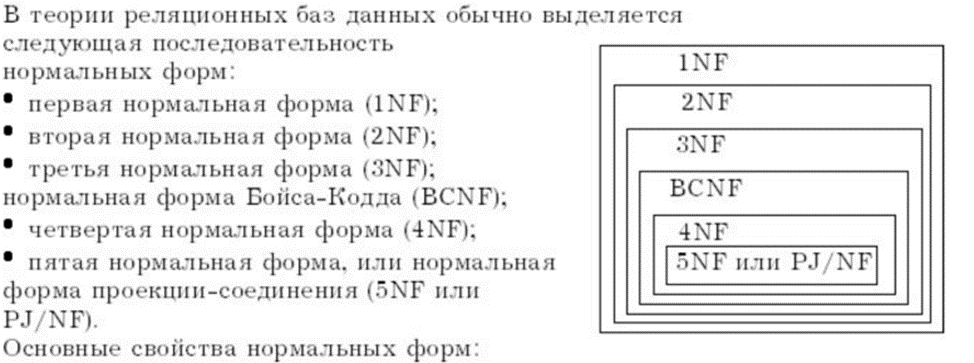 В теории реляционных баз данных обычно выделяется
следующая последовательность
нормальных форм:
• первая нормальная форма (1NF);
• вторая нормальная форма (2NF);
• третья нормальная форма (3NF);
нормальная форма Бойса-Кодда (BCNF);
• четвертая нормальная форма (4NF);
• пятая нормальная форма, или нормальная
форма проекции-соединения (5NF или
PJ/NF).
Основные свойства нормальных форм:
1NF
2NF
3NF
BCNF
4NF
5NF или PJ/NF